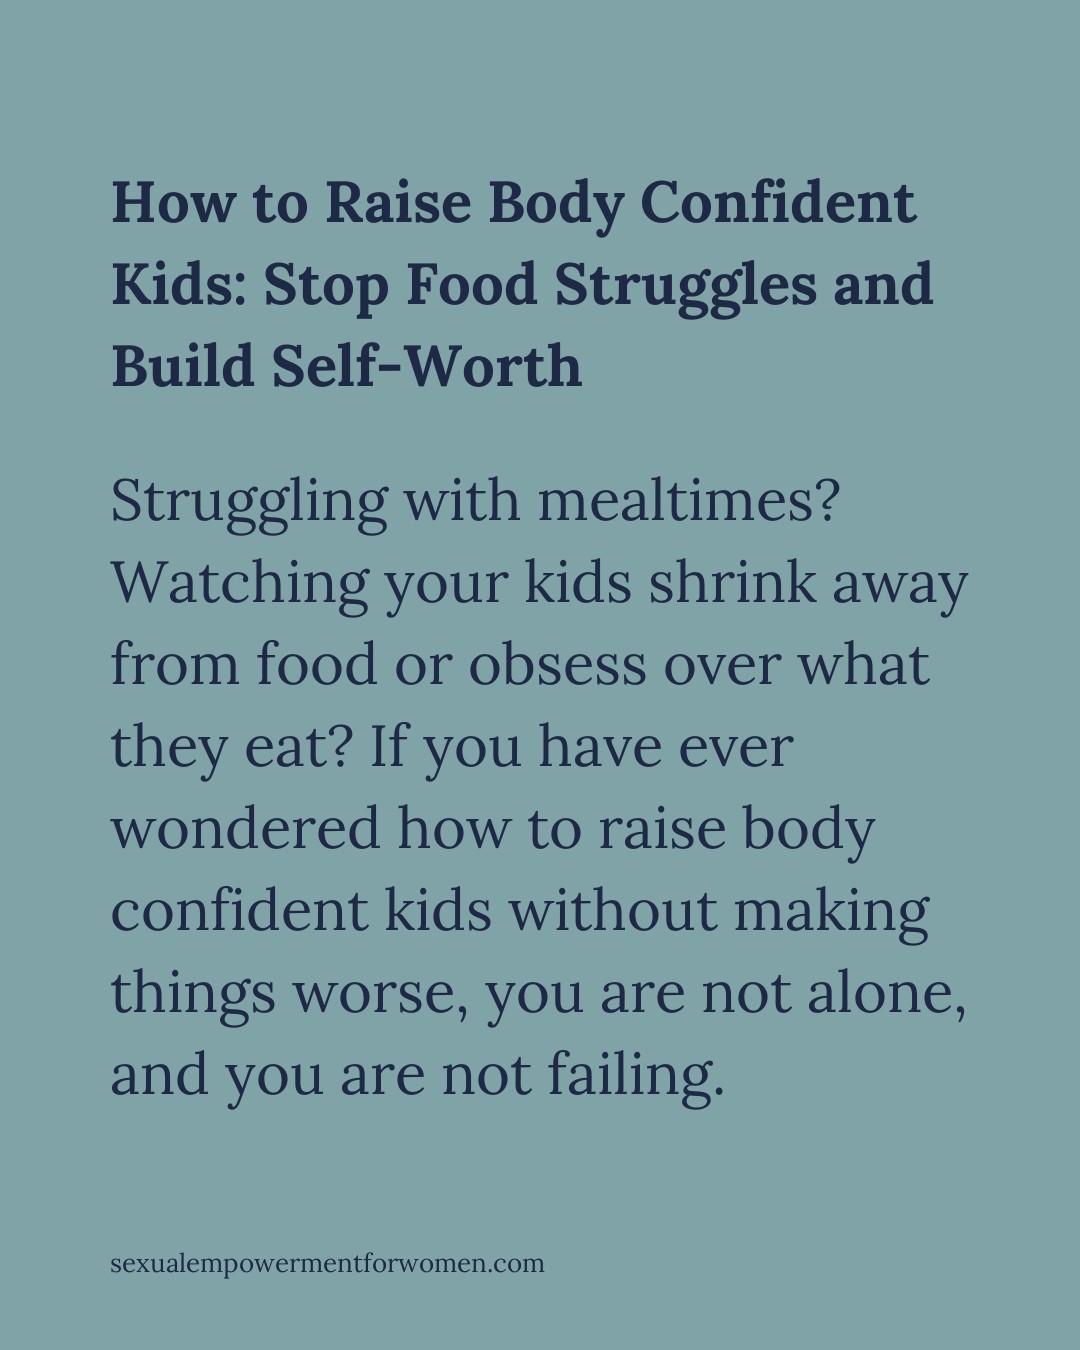 How to Raise Body Confident
Kids: Stop Food Struggles and
Build Self-Worth
Struggling with mealtimes?
Watching your kids shrink away
from food or obsess over what
they eat? If you have ever
wondered how to raise body
confident kids without making
things worse, you are not alone,
and you are not failing.
sexualempowermentforwomen.com